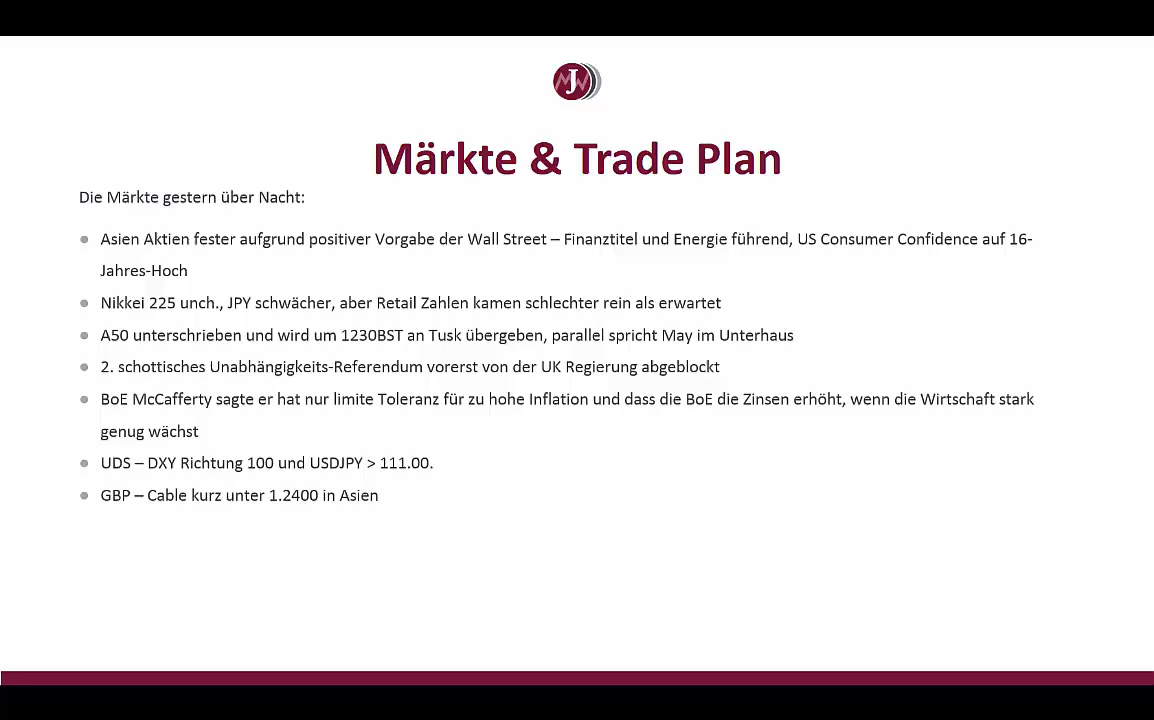 J
Märkte & Trade Plan
Die Märkte gestern über Nacht:
Asien Aktien fester aufgrund positiver Vorgabe der Wall Street – Finanztitel und Energie führend, US Consumer Confidence auf 16-
Jahres-Hoch
Nikkei 225 unch., JPY schwächer, aber Retail Zahlen kamen schlechter rein als erwartet
A50 unterschrieben und wird um 1230BST an Tusk übergeben, parallel spricht May im Unterhaus
2. schottisches Unabhängigkeits-Referendum vorerst von der UK Regierung abgeblockt
BoE McCafferty sagte er hat nur limite Toleranz für zu hohe Inflation und dass die BoE die Zinsen erhöht, wenn die Wirtschaft stark
genug wächst
UDS – DXY Richtung 100 und USDJPY > 111.00.
GBP – Cable kurz unter 1.2400 in Asien